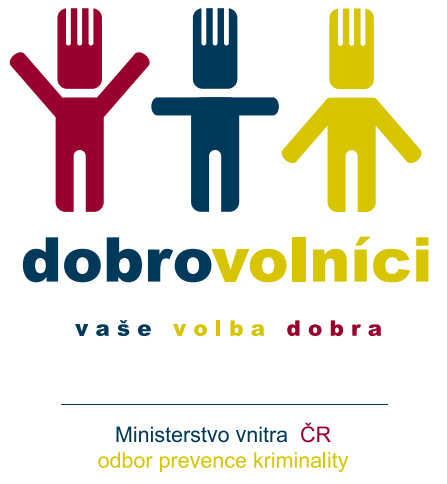 dobrovolníci
vaše volba dobra
Ministerstvo vnitra ČR
odbor prevence kriminality